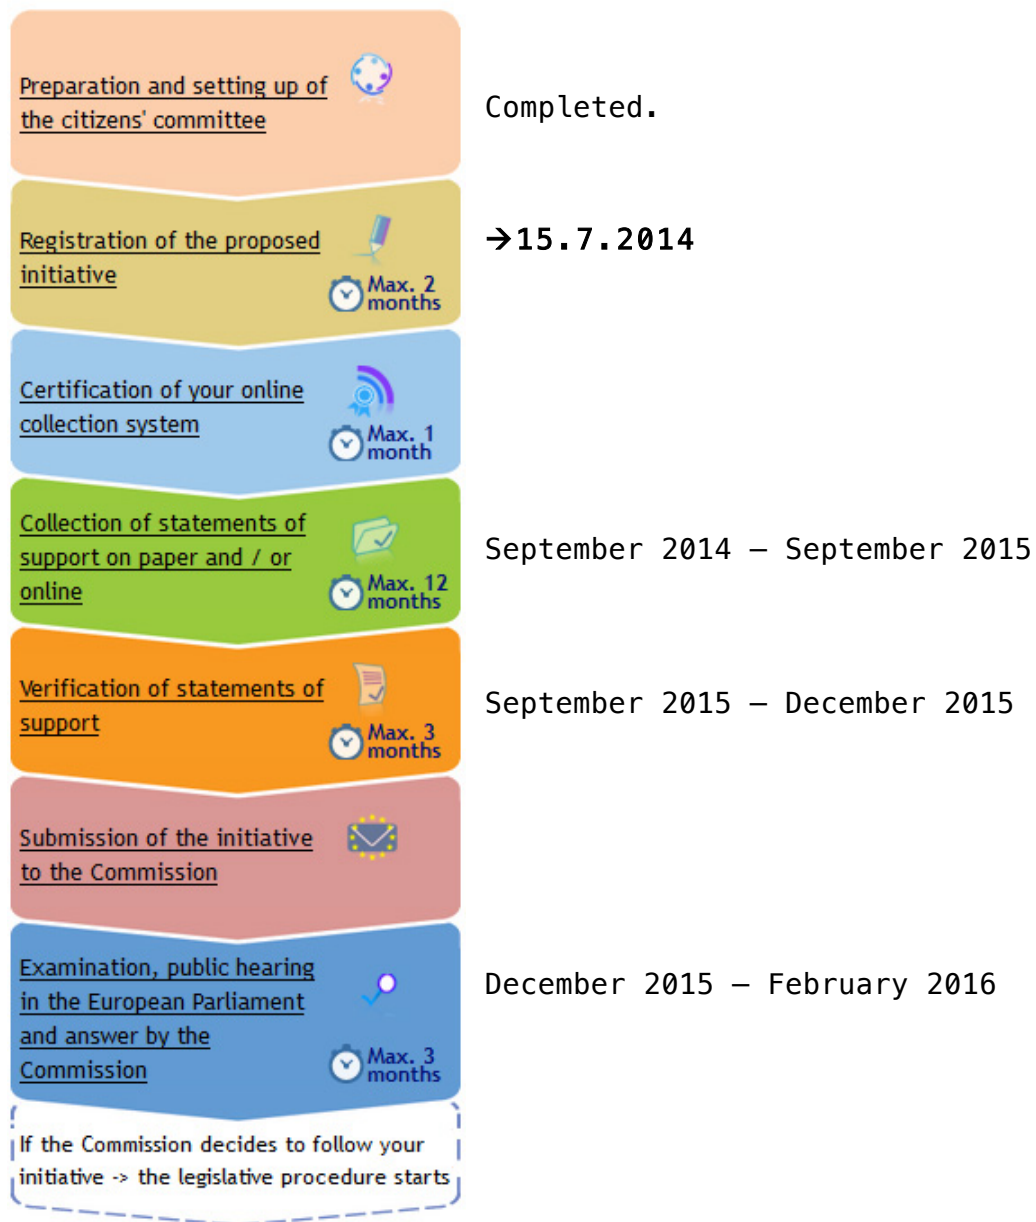 Preparation and setting up of
the citizens' committee
Completed.
Registration of the proposed
initiative
Max. 2
months
→15.7.2014
Certification of your online
collection system
Max. 1
month
Collection of statements of
support on paper and / or
online
Max. 12
months
September 2014 – September 2015
Verification of statements of
support
Max. 3
months
September 2015 – December 2015
Submission of the initiative
to the Commission
Examination, public hearing
in the European Parliament
and answer by the
Commission
Max. 3
months
December 2015 – February 2016
If the Commission decides to follow your
initiative -> the legislative procedure starts